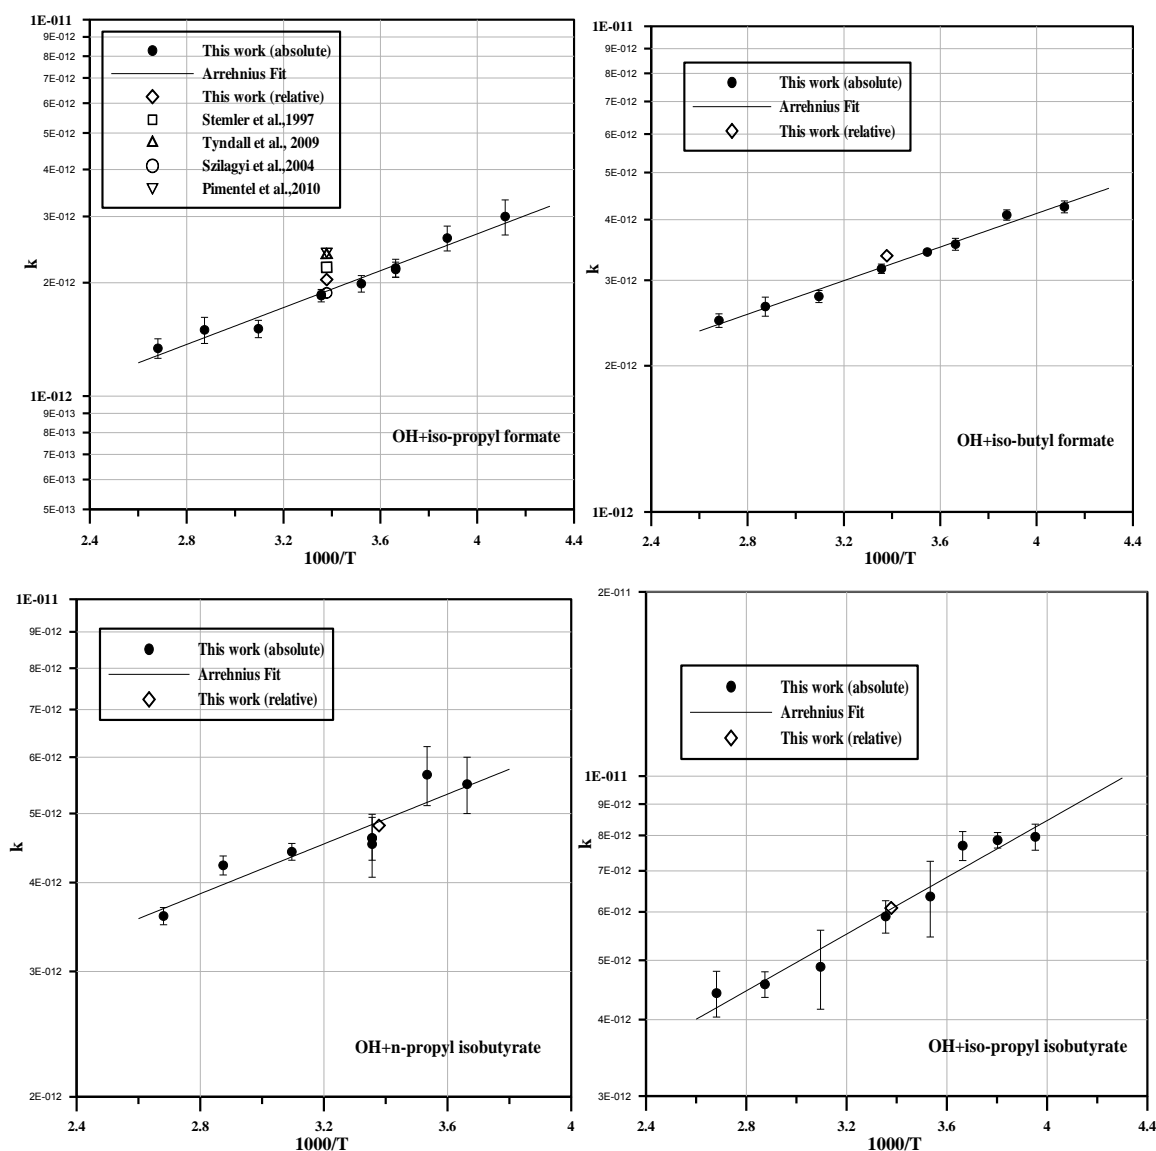 1E-011
9E-012
8E-012
7E-012
6E-012
5E-012
4E-012
3E-012
2E-012
1E-012
9E-013
8E-013
7E-013
6E-013
5E-013
k
This work (absolute)
Arrehnius Fit
This work (relative)
Stemler et al.,1997
Tyndall et al., 2009
Szilagyi et al.,2004
Pimentel et al.,2010
OH+iso-propyl formate
2.4 2.8 3.2 3.6 4 4.4
1000/T
1E-011
9E-012
8E-012
7E-012
6E-012
5E-012
4E-012
3E-012
2E-012
1E-012
k
This work (absolute)
Arrehnius Fit
This work (relative)
OH+iso-butyl formate
2.4 2.8 3.2 3.6 4 4.4
1000/T
1E-011
9E-012
8E-012
7E-012
6E-012
5E-012
4E-012
3E-012
2E-012
k
This work (absolute)
Arrehnius Fit
This work (relative)
OH+n-propyl isobutyrate
2.4 2.8 3.2 3.6 4
1000/T
2E-011
1E-011
9E-012
8E-012
7E-012
6E-012
5E-012
4E-012
3E-012
k
This work (absolute)
Arrehnius Fit
This work (relative)
OH+iso-propyl isobutyrate
2.4 2.8 3.2 3.6 4 4.4
1000/T